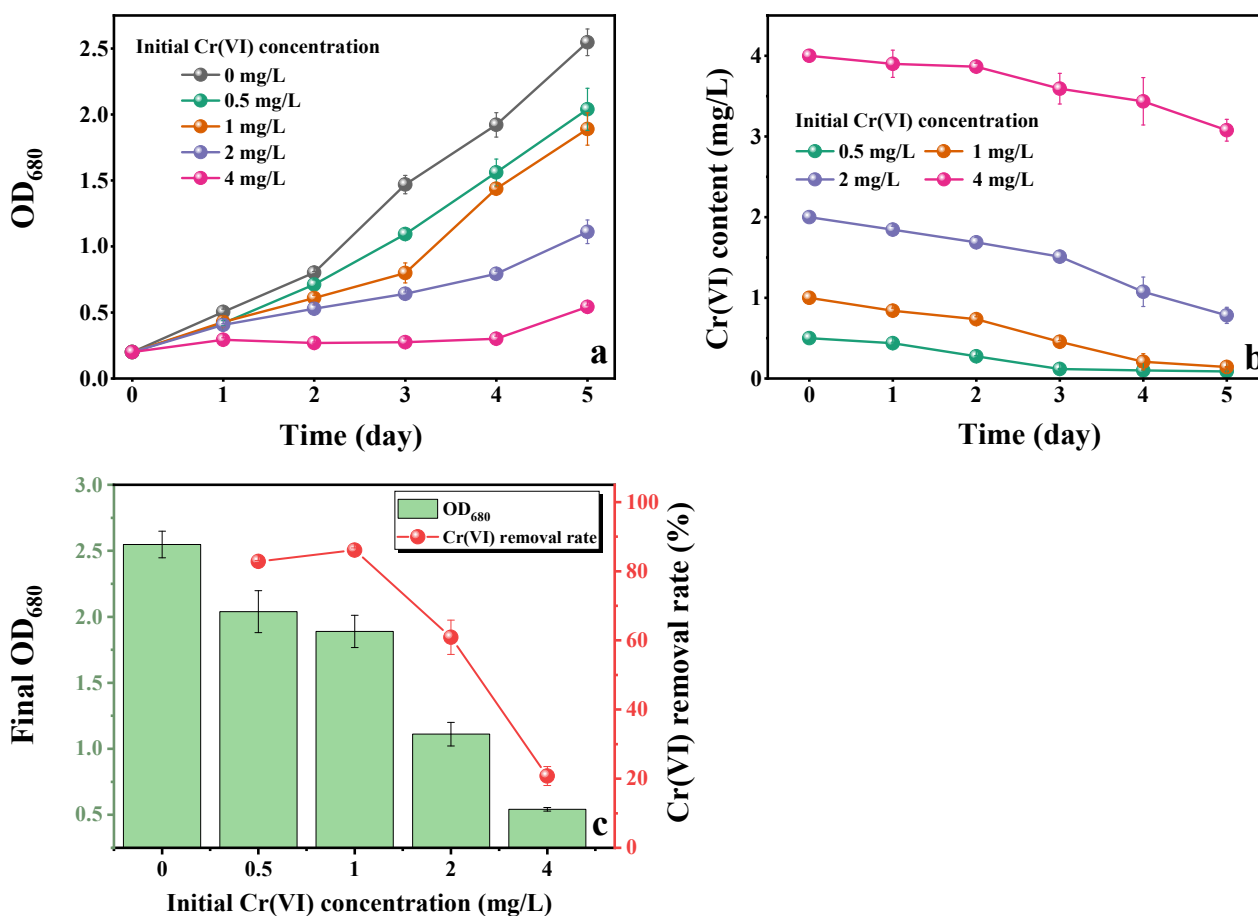 Initial Cr(VI) concentration
0 mg/L
0.5 mg/L
1 mg/L
2 mg/L
4 mg/L
OD680
2.5
2.0
1.5
1.0
0.5
0.0
0 1 2 3 4 5
Time (day)
a
Cr(VI) content (mg/L)
4
3
2
1
0
Initial Cr(VI) concentration
0.5 mg/L 1 mg/L
2 mg/L 4 mg/L
0 1 2 3 4 5
Time (day)
b
Final OD680
3.0
2.5
2.0
1.5
1.0
0.5
OD680
Cr(VI) removal rate
100
80
60
40
20
0
Cr(VI) removal rate (%)
c
0 0.5 1 2 4
Initial Cr(VI) concentration (mg/L)